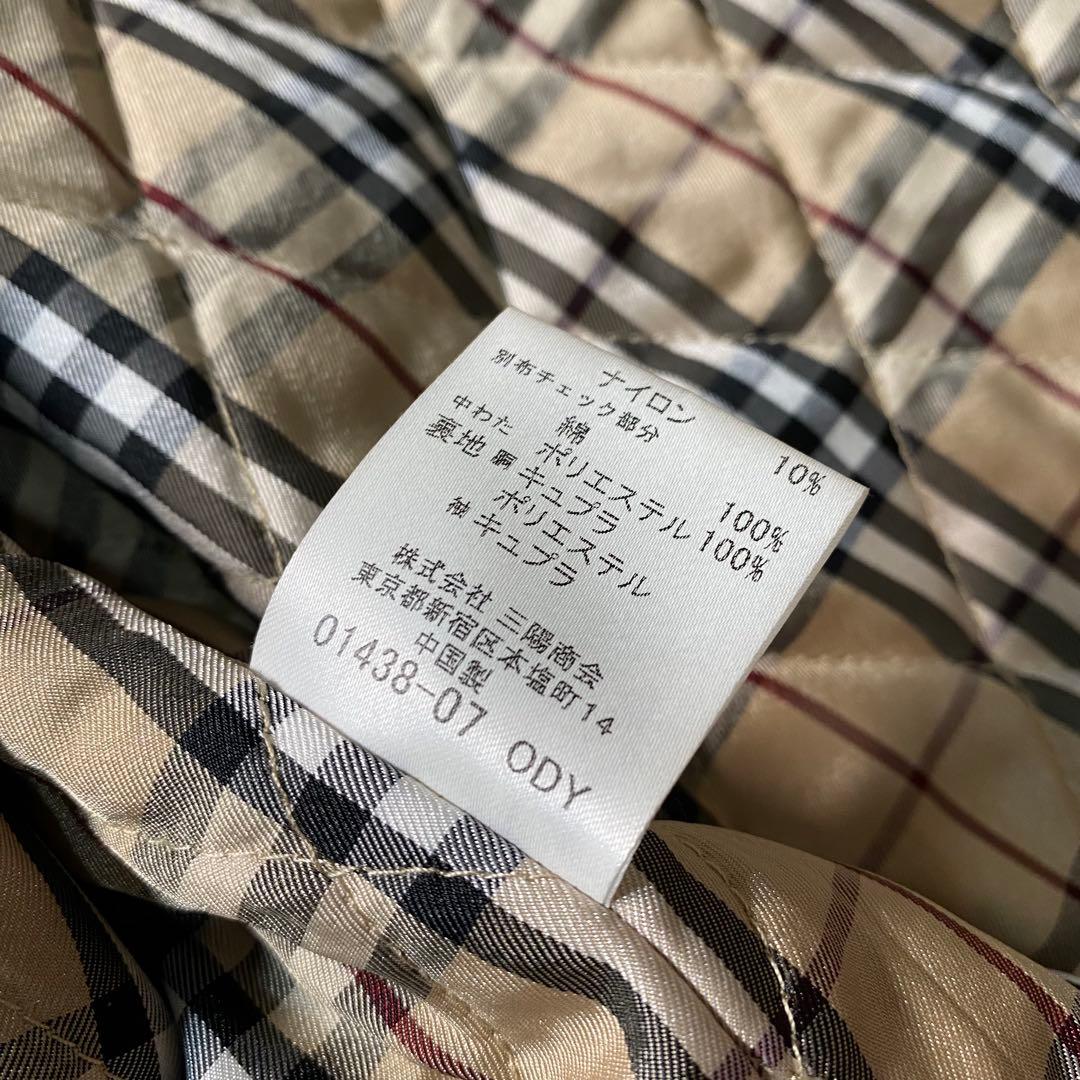 ナイロン 10%
別布チェック部分
綿 100%
中わた ポリエステル 100%
裏地 胴 キュプラ
ポリエステル
袖 キュプラ
株式会社 三陽商会
東京都新宿区本塩町14
中国製
01438-07 ODY